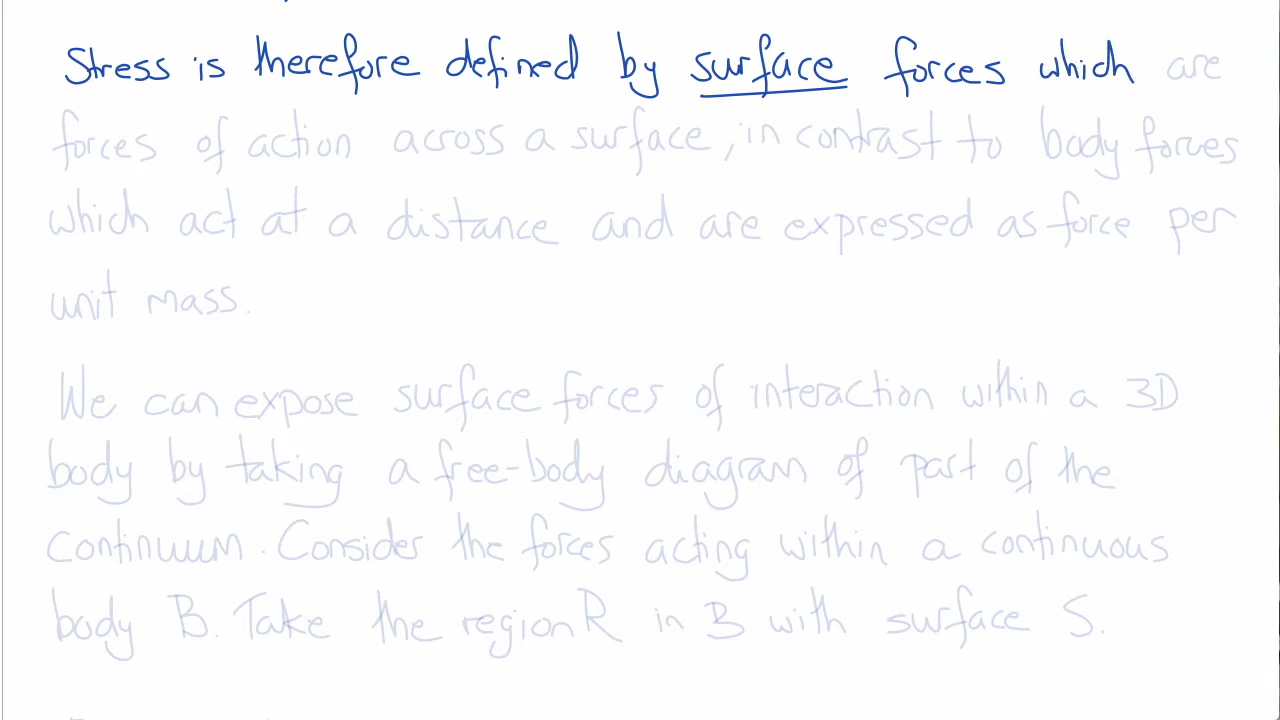 Stress is therefore defined by surface forces which are
forces of action across a surface, in contrast to body forces
which act at a distance and are expressed as force per
unit mass.
We can expose surface forces of interaction within a 3D
body by taking a free-body diagram of part of the
continuum. Consider the forces acting within a continuous
body B. Take the region R in B with surface S.